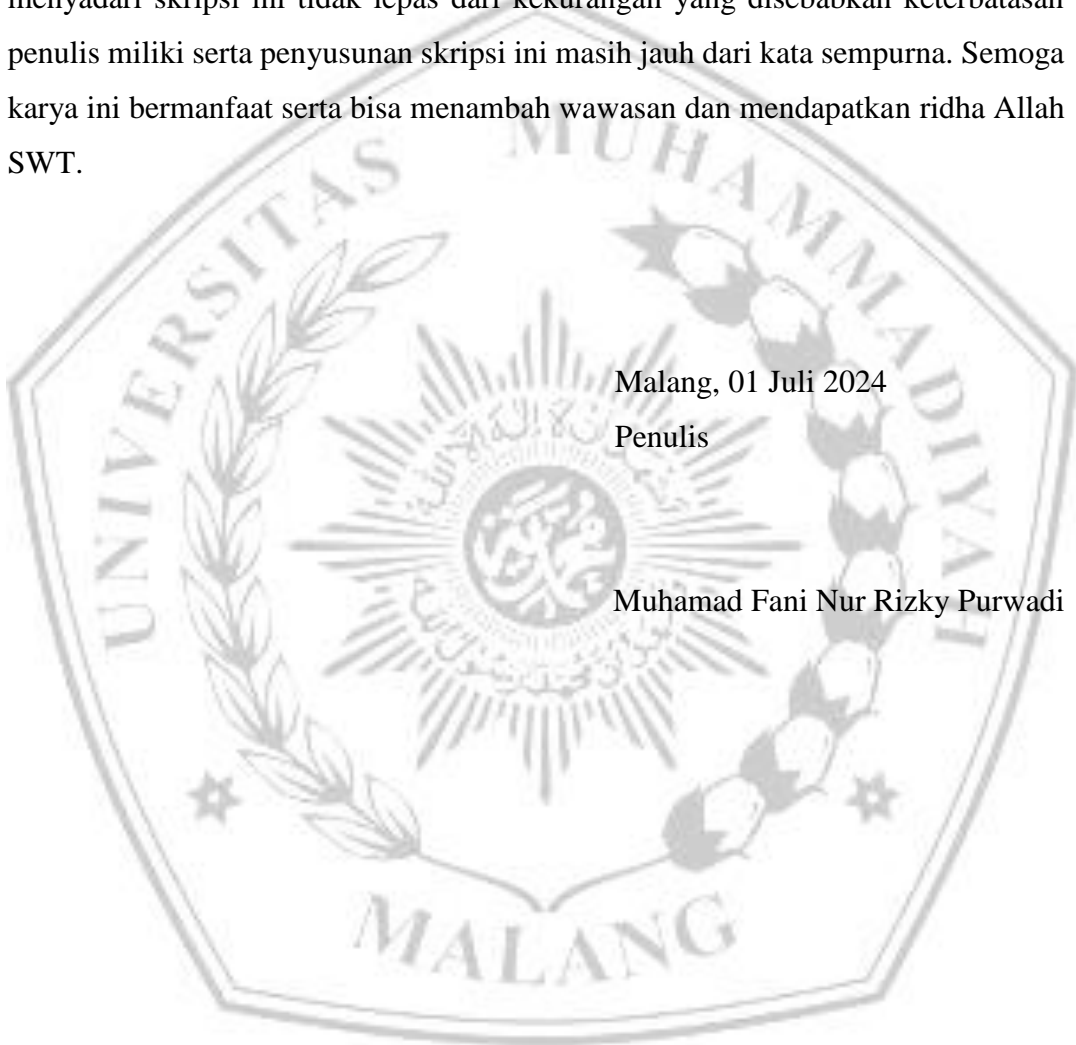 menyadari skripsi ini tidak lepas dari kekurangan yang disebabkan keterbatasan
penulis miliki serta penyusunan skripsi ini masih jauh dari kata sempurna. Semoga
karya ini bermanfaat serta bisa menambah wawasan dan mendapatkan ridha Allah
SWT.
UNIVERSITAS MUHAMMADIYAH
Malang, 01 Juli 2024
Penulis
Muhamad Fani Nur Rizky Purwadi
MALANG